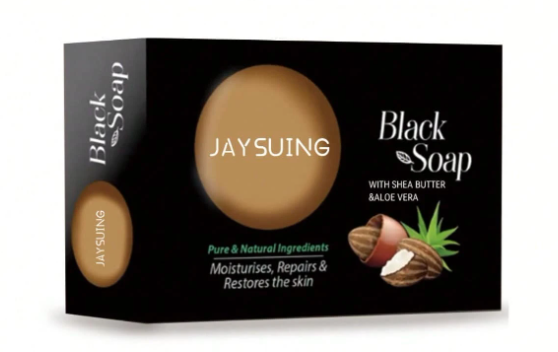 Black
Soap
JAYSUING
JAYSUING
Black
Soap
WITH SHEA BUTTER
&ALOE VERA
Pure & Natural Ingredients
Moisturises, Repairs &
Restores the skin